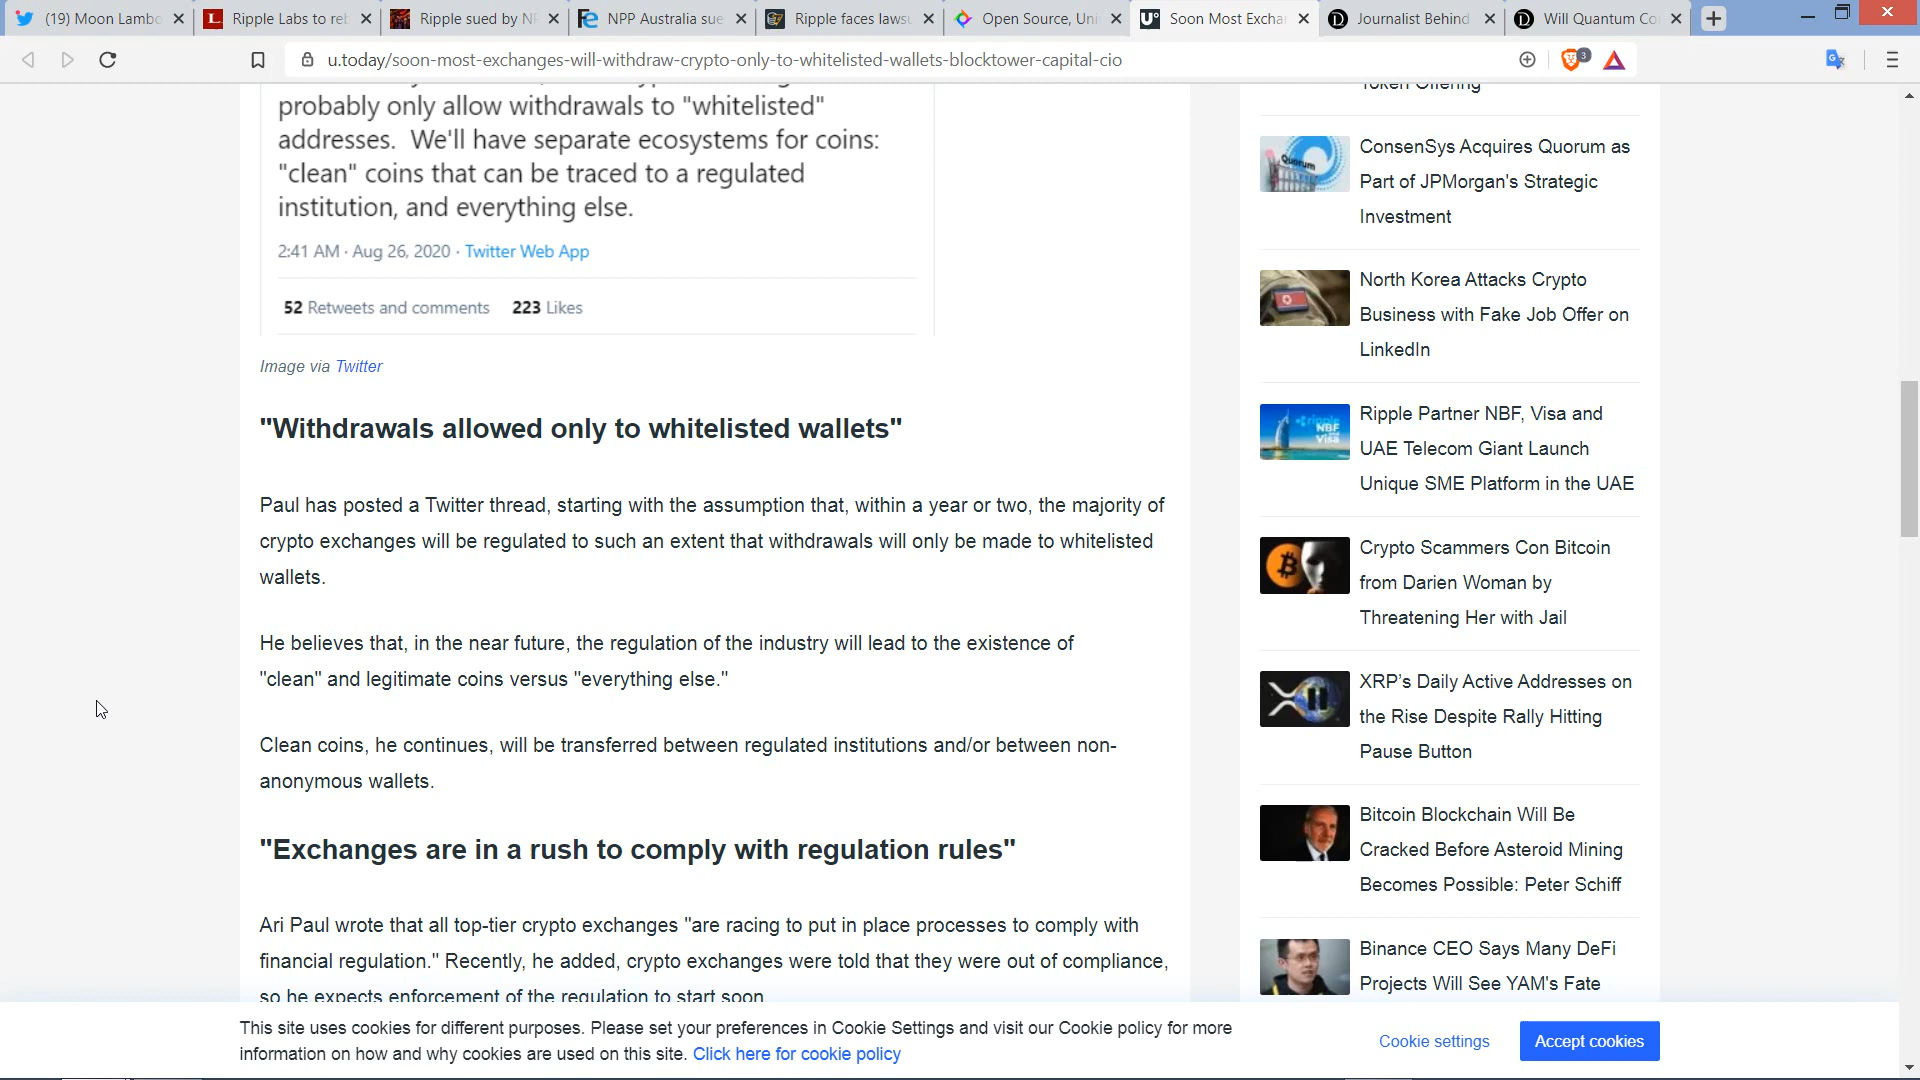 (19) Moon Lambo
Ripple Labs to reb
Ripple sued by NP
NPP Australia sue
Ripple faces lawsu
Open Source, Uni
Soon Most Exchan
Journalist Behind
Will Quantum Co
u.today/soon-most-exchanges-will-withdraw-crypto-only-to-whitelisted-wallets-blocktower-capital-cio
3
probably only allow withdrawals to "whitelisted"
addresses. We'll have separate ecosystems for coins:
"clean" coins that can be traced to a regulated
institution, and everything else.
2:41 AM · Aug 26, 2020 · Twitter Web App
52 Retweets and comments 223 Likes
Image via Twitter
"Withdrawals allowed only to whitelisted wallets"
Paul has posted a Twitter thread, starting with the assumption that, within a year or two, the majority of
crypto exchanges will be regulated to such an extent that withdrawals will only be made to whitelisted
wallets.
He believes that, in the near future, the regulation of the industry will lead to the existence of
"clean" and legitimate coins versus "everything else."
Clean coins, he continues, will be transferred between regulated institutions and/or between non-
anonymous wallets.
"Exchanges are in a rush to comply with regulation rules"
Ari Paul wrote that all top-tier crypto exchanges "are racing to put in place processes to comply with
financial regulation." Recently, he added, crypto exchanges were told that they were out of compliance,
so he expects enforcement of the regulation to start soon.
Token Offering
Quorum
ConsenSys Acquires Quorum as
Part of JPMorgan's Strategic
Investment
North Korea Attacks Crypto
Business with Fake Job Offer on
LinkedIn
ripple
NBF
Visa
Ripple Partner NBF, Visa and
UAE Telecom Giant Launch
Unique SME Platform in the UAE
Crypto Scammers Con Bitcoin
from Darien Woman by
Threatening Her with Jail
XRP's Daily Active Addresses on
the Rise Despite Rally Hitting
Pause Button
Bitcoin Blockchain Will Be
Cracked Before Asteroid Mining
Becomes Possible: Peter Schiff
Binance CEO Says Many DeFi
Projects Will See YAM's Fate
This site uses cookies for different purposes. Please set your preferences in Cookie Settings and visit our Cookie policy for more
information on how and why cookies are used on this site. Click here for cookie policy
Cookie settings
Accept cookies